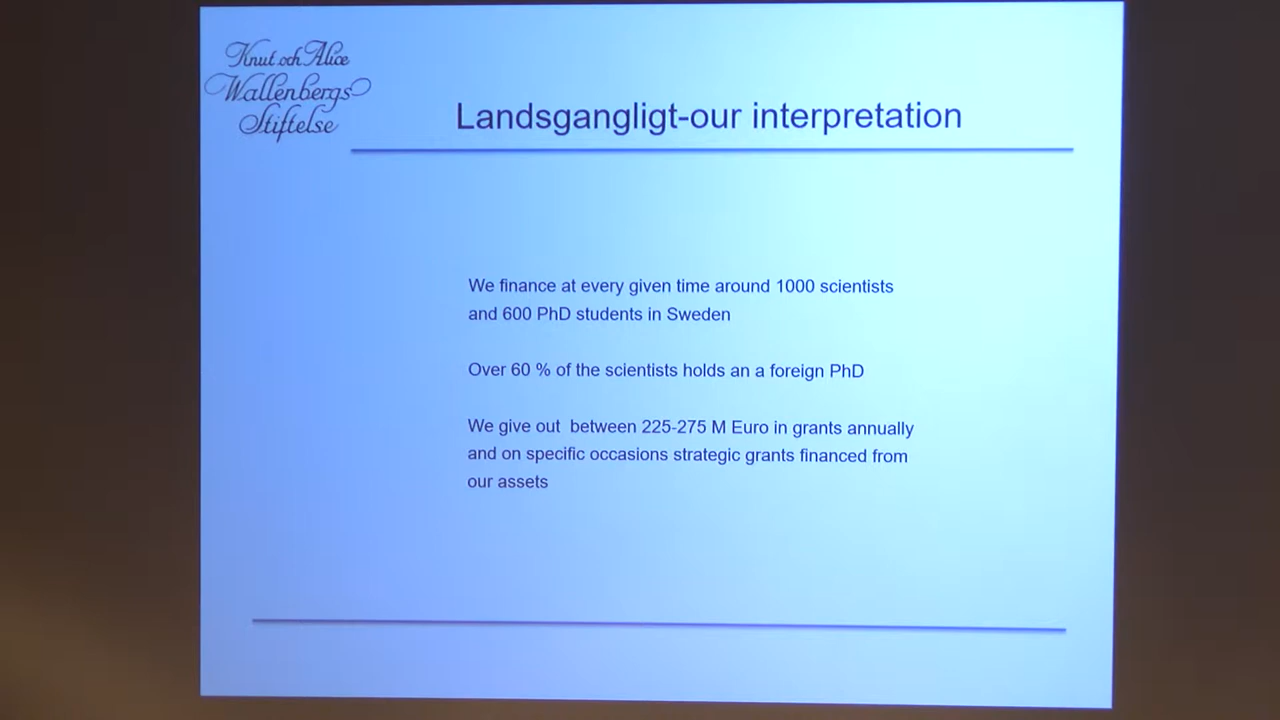 Knut och Alice
Wallenbergs
Stiftelse
Landsgangligt-our interpretation
We finance at every given time around 1000 scientists
and 600 PhD students in Sweden
Over 60 % of the scientists holds an a foreign PhD
We give out between 225-275 M Euro in grants annually
and on specific occasions strategic grants financed from
our assets